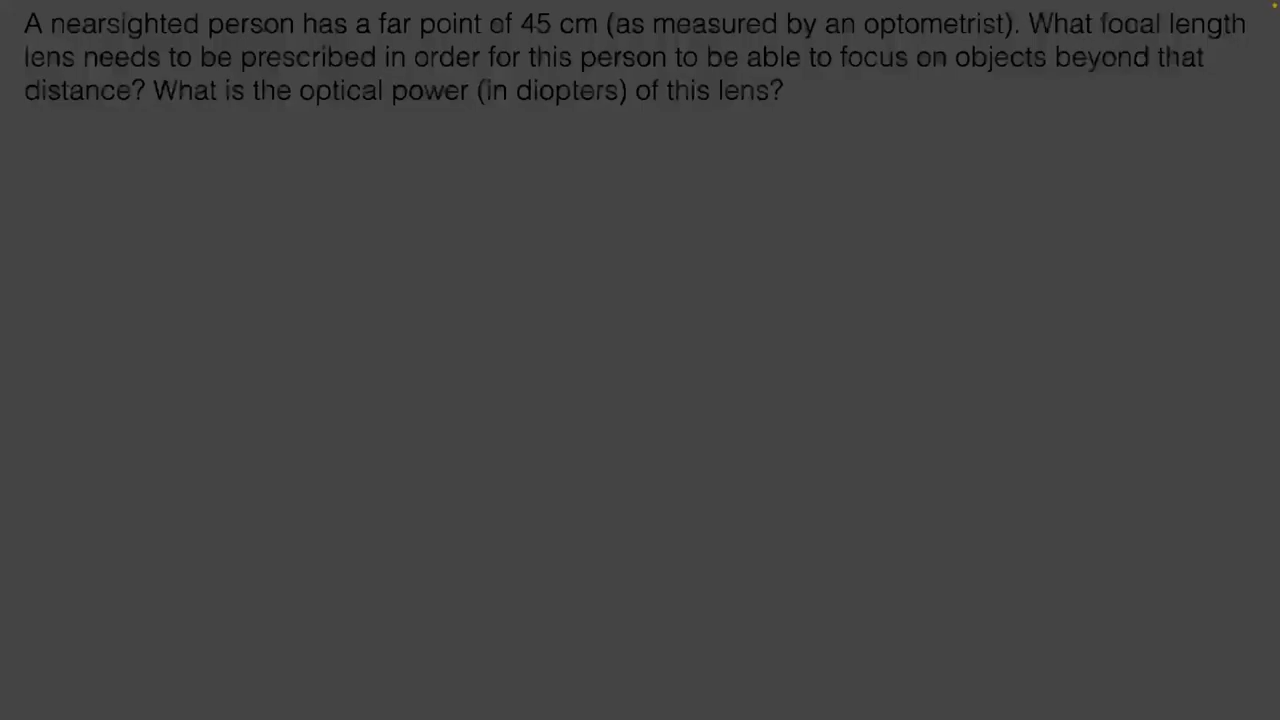 A nearsighted person has a far point of 45 cm (as measured by an optometrist). What focal length
lens needs to be prescribed in order for this person to be able to focus on objects beyond that
distance? What is the optical power (in diopters) of this lens?